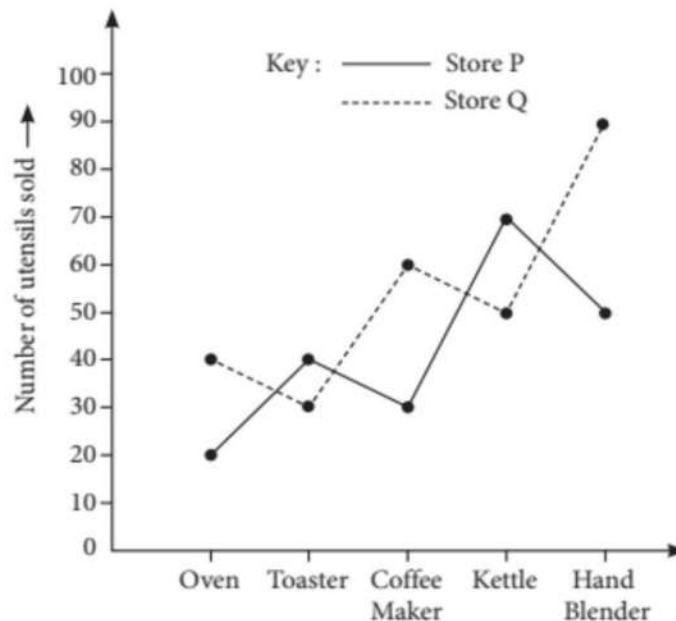 Key :
Store P
Store Q
Number of utensils sold
100
90
80
70
60
50
40
30
20
10
0
Oven
Toaster
Coffee
Maker
Kettle
Hand
Blender